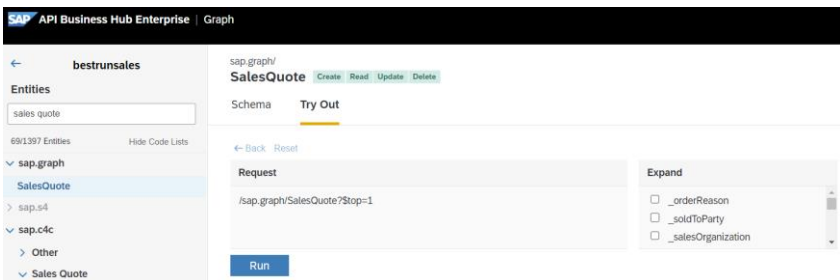 SAP API Business Hub Enterprise | Graph
bestrunsales
Entities
sales quote
69/1397 Entities Hide Code Lists
sap.graph
SalesQuote
sap.s4
sap.c4c
Other
Sales Quote
sap.graph/
SalesQuote Create Read Update Delete
Schema Try Out
Back Reset
Request
/sap.graph/SalesQuote?$top=1
Run
Expand
_orderReason
_soldToParty
_salesOrganization